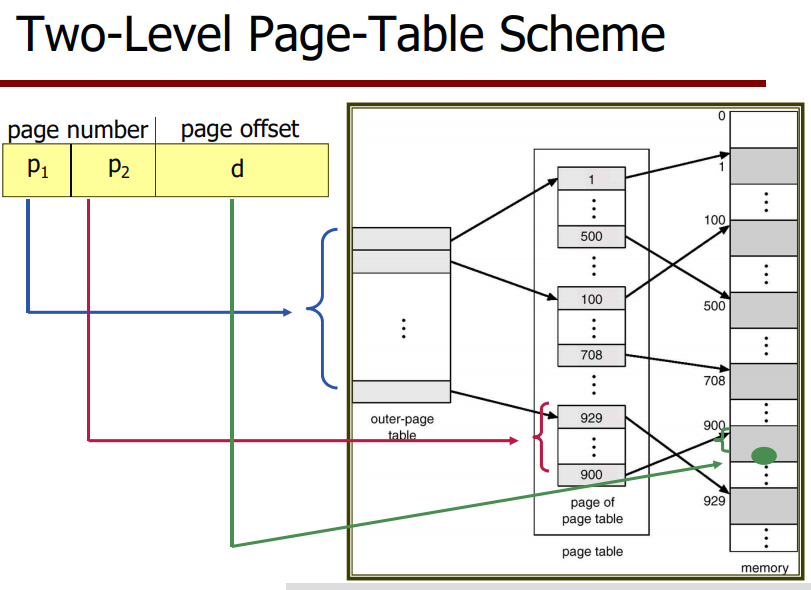 Two-Level Page-Table Scheme
page number page offset
p1 p2 d
outer-page
table
1
⋮
500
⋮
100
⋮
708
⋮
929
⋮
900
page of
page table
page table
0
1
⋮
100
⋮
500
⋮
708
⋮
900
⋮
929
⋮
memory